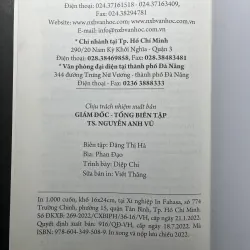 Điện thoại: 024.37161518 - 024.37163409,
Fax: 024.38294781
Website: www.nxbvanhoc.com.vn;
www.nxbvanhoc.vn
E-mail: info@nxbvanhoc.com.vn
* Chi nhánh tại Tp. Hồ Chí Minh
290/20 Nam Kỳ Khởi Nghĩa - Quận 3
Điện thoại: 028.38469858, Fax: 028.38483481
* Văn phòng đại diện tại thành phố Đà Nẵng
344 đường Trưng Nữ Vương - thành phố Đà Nẵng
Điện thoại: 0236 3888333
Chịu trách nhiệm xuất bản
GIÁM ĐỐC - TỔNG BIÊN TẬP
TS. NGUYỄN ANH VŨ
Biên tập: Đặng Thị Hà
Bìa: Phan Đạo
Trình bày: Diệp Chi
Sửa bản in: Việt Thắng
In 1.000 cuốn, khổ 16x24cm, tại Xí nghiệp In Fahasa, số 774
Trường Chinh, phường 15, quận Tân Bình, Tp. Hồ Chí Minh.
Số ĐKXB: 269-2022/CXBIPH/36-16/VH, cấp ngày 21.1.2022.
Quyết định xuất bản số: 916/QĐ-VH, cấp ngày 18.7.2022. Mã
ISBN: 978-604-349-508-9. In xong và nộp lưu chiểu 2022.